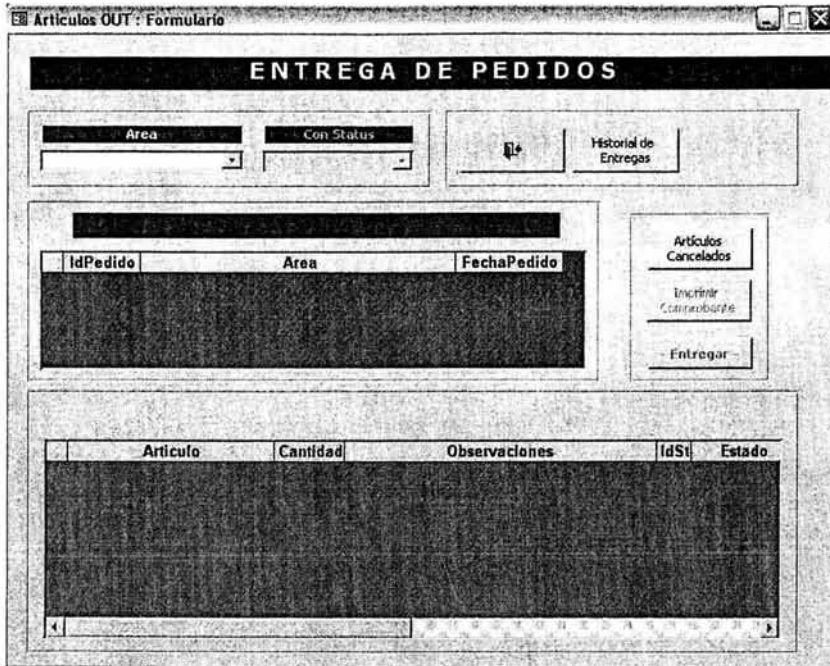 Articulos OUT : Formulario
ENTREGA DE PEDIDOS
Area
Con Status
Historial de
Entregas
IdPedido Area FechaPedido
Artículos
Cancelados
Imprimir
Comprobante
Entregar
Articulo Cantidad Observaciones IdSt Estado